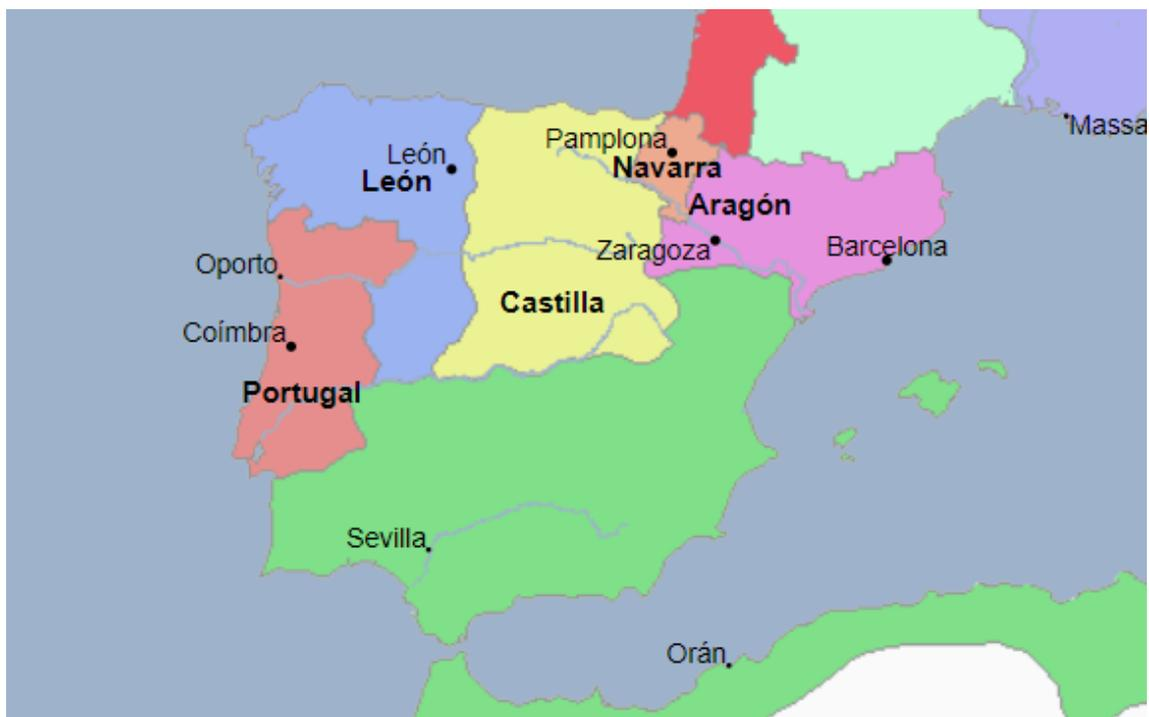 Massa
Pamplona
León
Navarra
León
Aragón
Zaragoza
Barcelona
Oporto
Castilla
Coímbra
Portugal
Sevilla
Orán